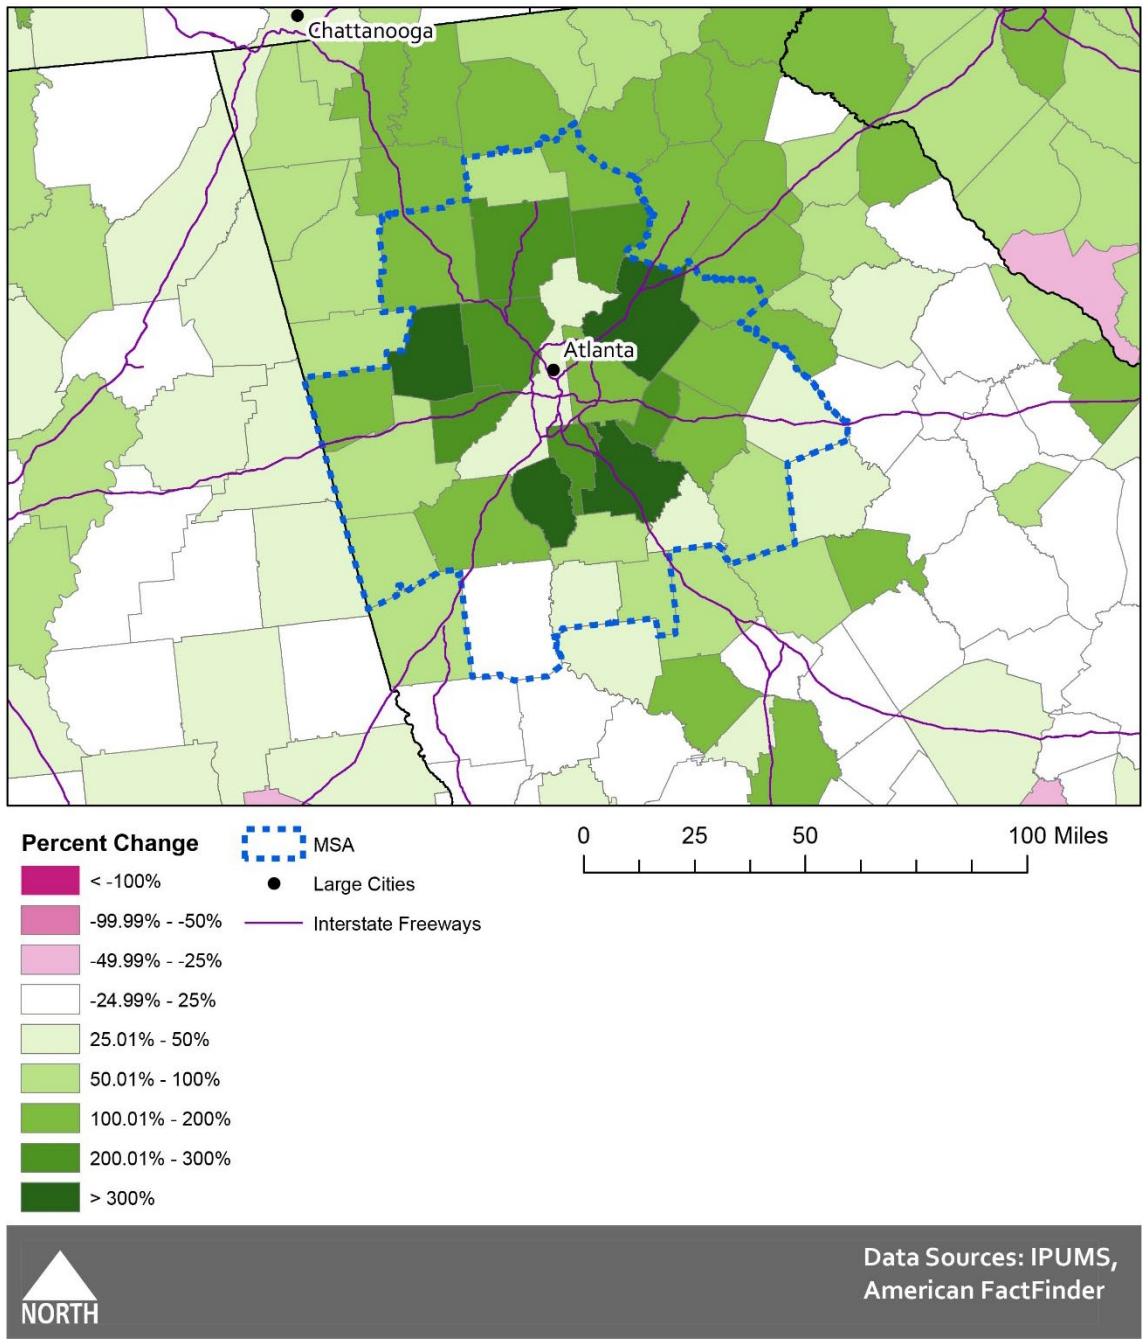 Chattanooga
Atlanta
Percent Change
< -100%
-99.99% - -50%
-49.99% - -25%
-24.99% - 25%
25.01% - 50%
50.01% - 100%
100.01% - 200%
200.01% - 300%
> 300%
MSA
Large Cities
Interstate Freeways
0 25 50 100 Miles
NORTH
Data Sources: IPUMS,
American FactFinder